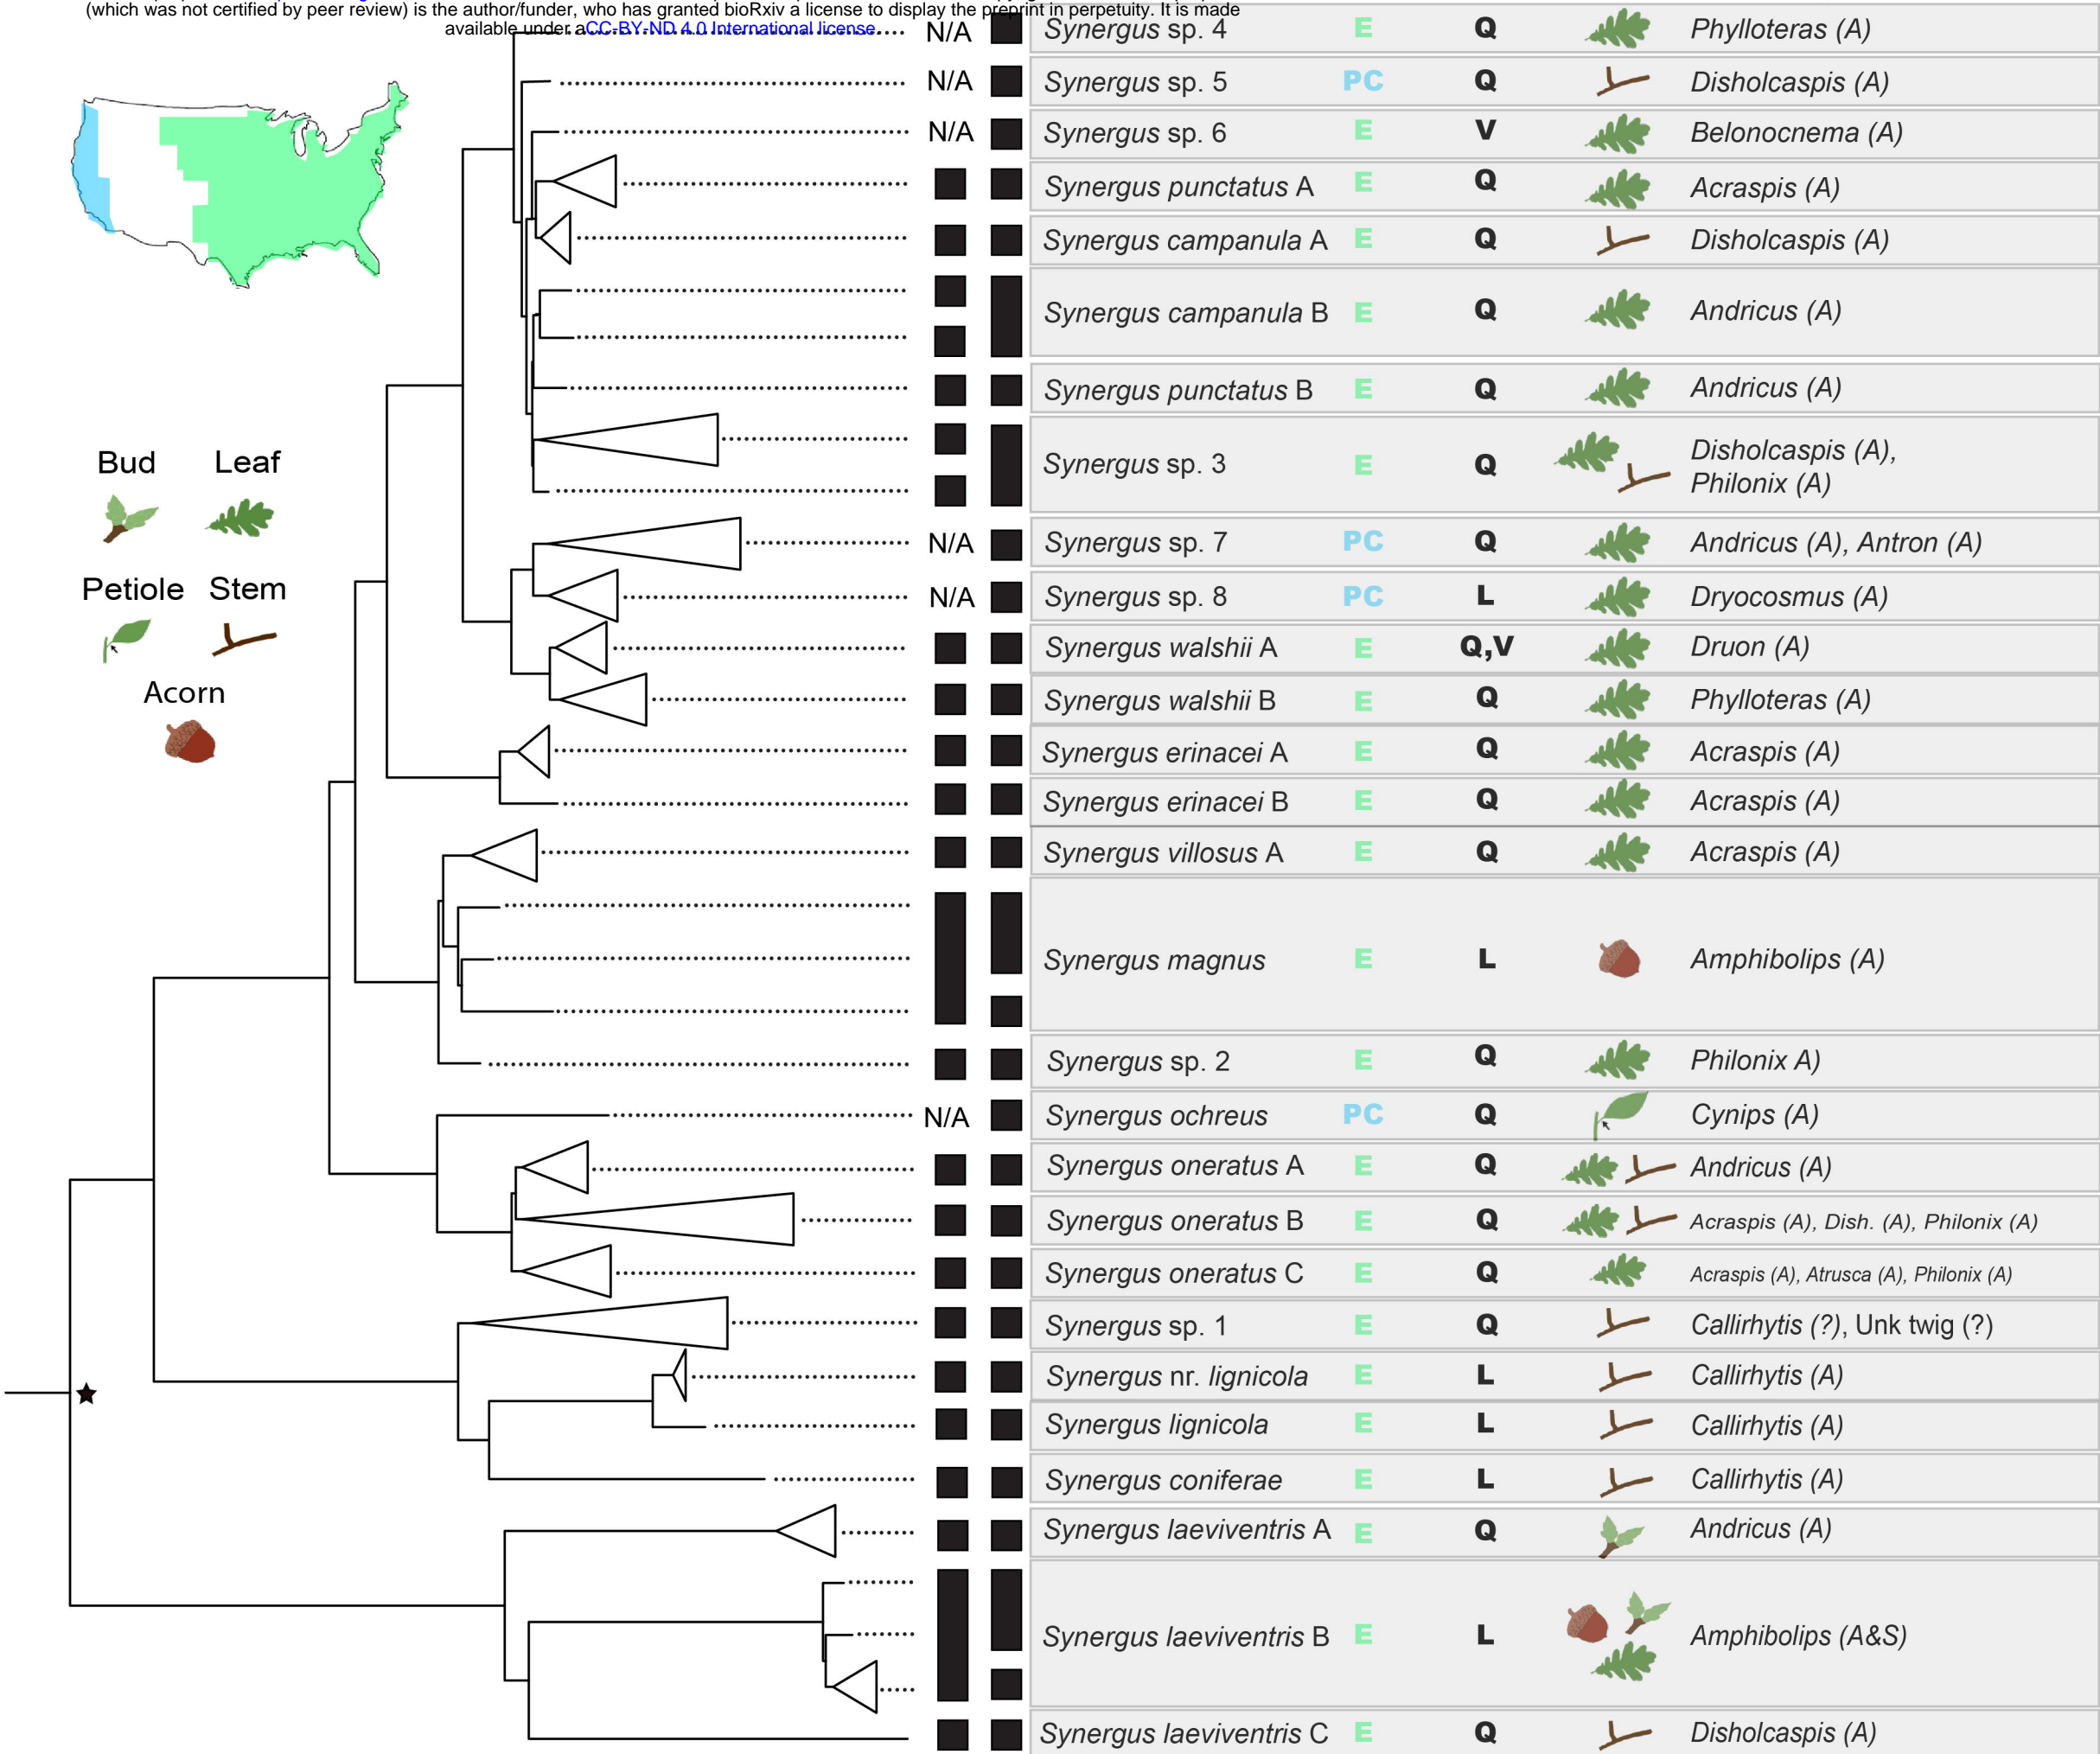 (which was not certified by peer review) is the author/funder, who has granted bioRxiv a license to display the preprint in perpetuity. It is made
available under aCC-BY-ND 4.0 International license.
N/A Synergus sp. 4 E Q Phylloteras (A)
N/A Synergus sp. 5 PC Q Disholcaspis (A)
N/A Synergus sp. 6 E V Belonocnema (A)
Synergus punctatus A E Q Acraspis (A)
Synergus campanula A E Q Disholcaspis (A)
Synergus campanula B E Q Andricus (A)
Synergus punctatus B E Q Andricus (A)
Synergus sp. 3 E Q Disholcaspis (A),
Philonix (A)
Bud Leaf
Petiole Stem
Acorn
N/A Synergus sp. 7 PC Q Andricus (A), Antron (A)
N/A Synergus sp. 8 PC L Dryocosmus (A)
Synergus walshii A E Q,V Druon (A)
Synergus walshii B E Q Phylloteras (A)
Synergus erinacei A E Q Acraspis (A)
Synergus erinacei B E Q Acraspis (A)
Synergus villosus A E Q Acraspis (A)
Synergus magnus E L Amphibolips (A)
Synergus sp. 2 E Q Philonix A)
N/A Synergus ochreus PC Q Cynips (A)
Synergus oneratus A E Q Andricus (A)
Synergus oneratus B E Q Acraspis (A), Dish. (A), Philonix (A)
Synergus oneratus C E Q Acraspis (A), Atrusca (A), Philonix (A)
Synergus sp. 1 E Q Callirhytis (?), Unk twig (?)
Synergus nr. lignicola E L Callirhytis (A)
Synergus lignicola E L Callirhytis (A)
Synergus coniferae E L Callirhytis (A)
Synergus laeviventris A E Q Andricus (A)
Synergus laeviventris B E L Amphibolips (A&S)
Synergus laeviventris C E Q Disholcaspis (A)